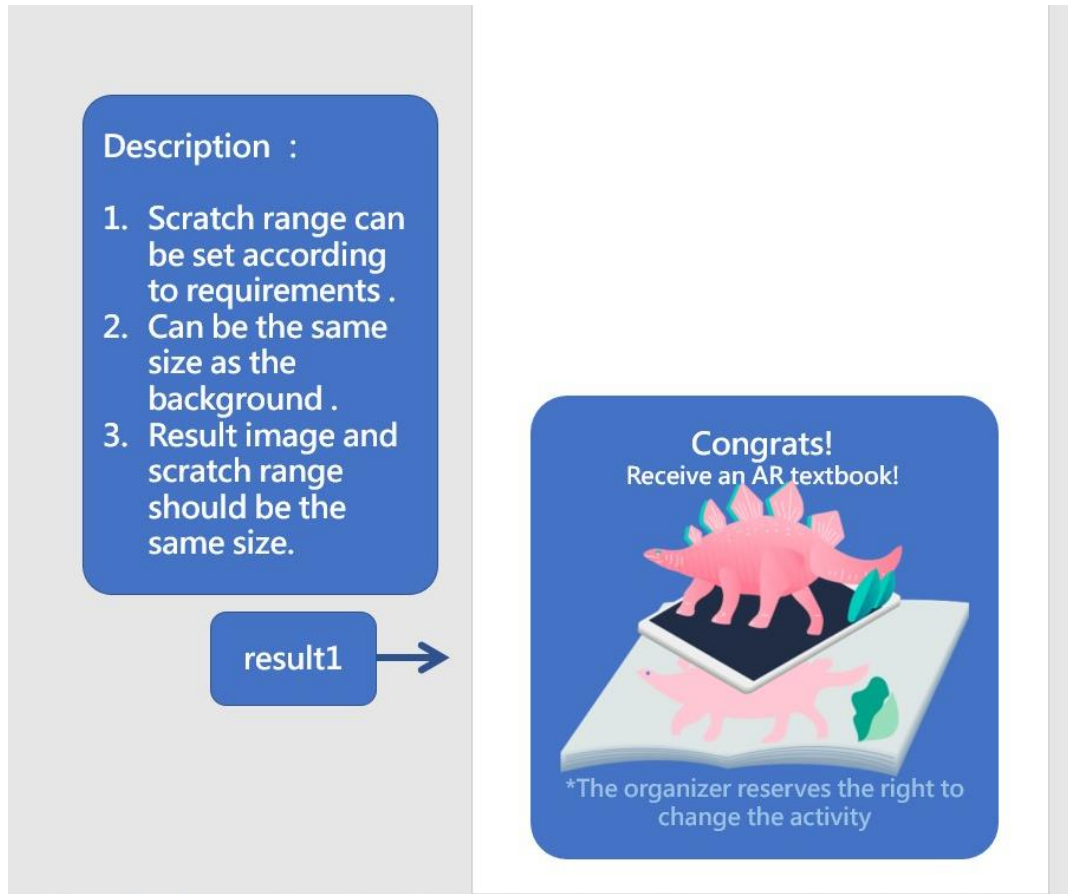 Description :
1. Scratch range can
be set according
to requirements .
2. Can be the same
size as the
background .
3. Result image and
scratch range
should be the
same size.
result1
Congrats!
Receive an AR textbook!
*The organizer reserves the right to
change the activity